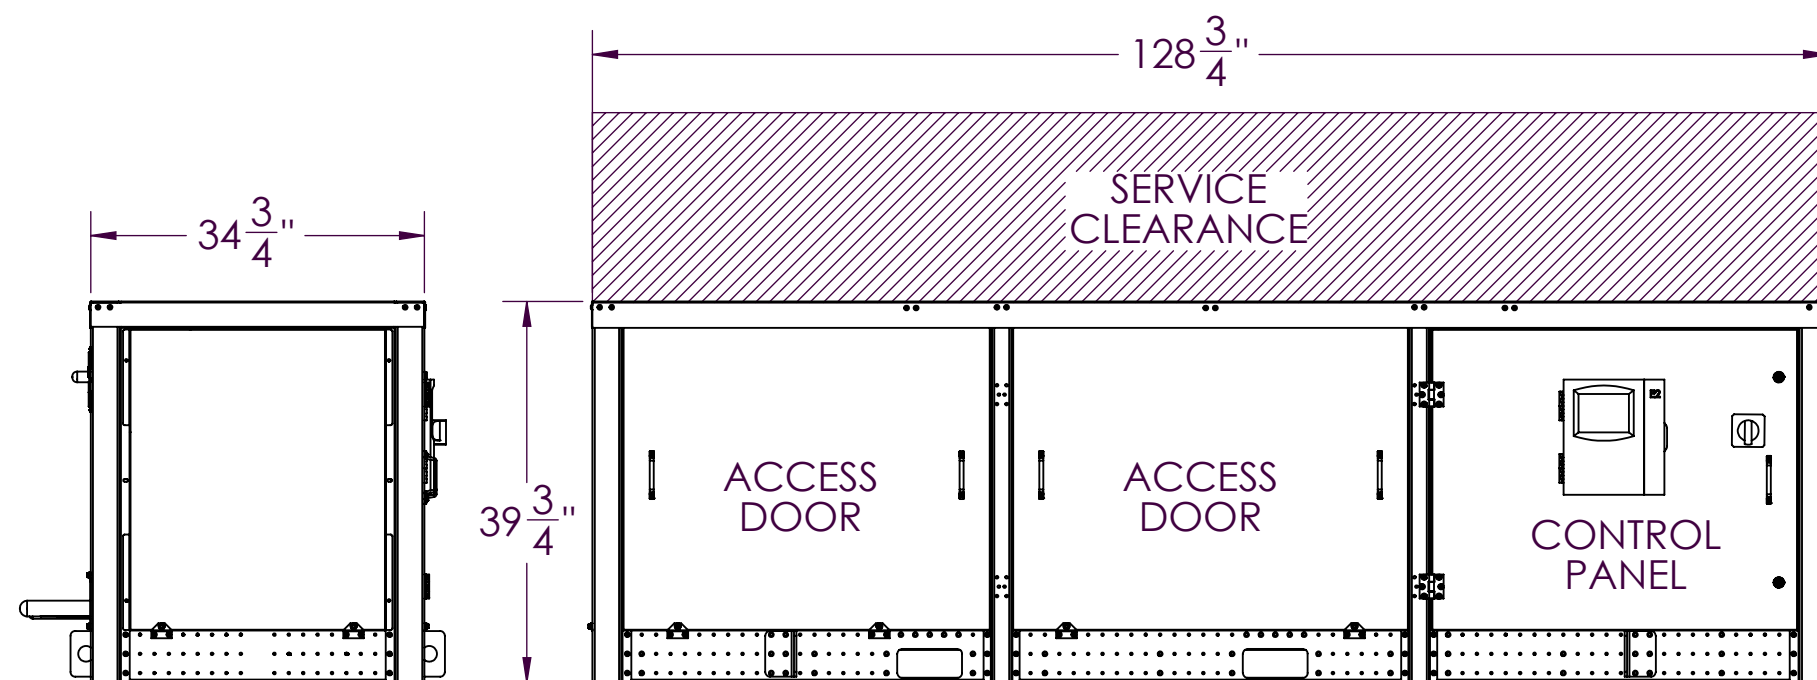 128 3/4"
SERVICE
CLEARANCE
34 3/4"
39 3/4"
ACCESS
DOOR
ACCESS
DOOR
CONTROL
PANEL